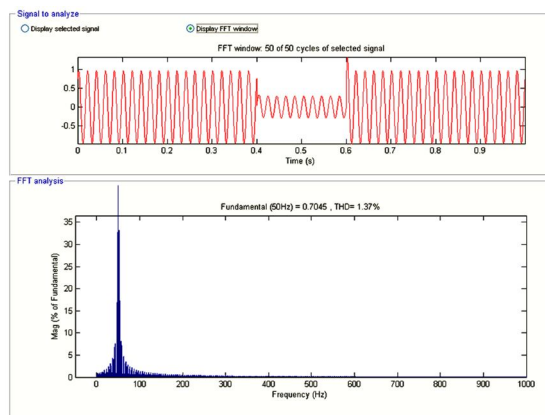 Signal to analyze
Display selected signal
Display FFT window
FFT window: 50 of 50 cycles of selected signal
1
0.5
0
-0.5
0 0.1 0.2 0.3 0.4 0.5 0.6 0.7 0.8 0.9
Time (s)
FFT analysis
Fundamental (50Hz) = 0.7045 , THD= 1.37%
35
30
25
20
15
10
5
0
Mag (% of Fundamental)
0 100 200 300 400 500 600 700 800 900 1000
Frequency (Hz)